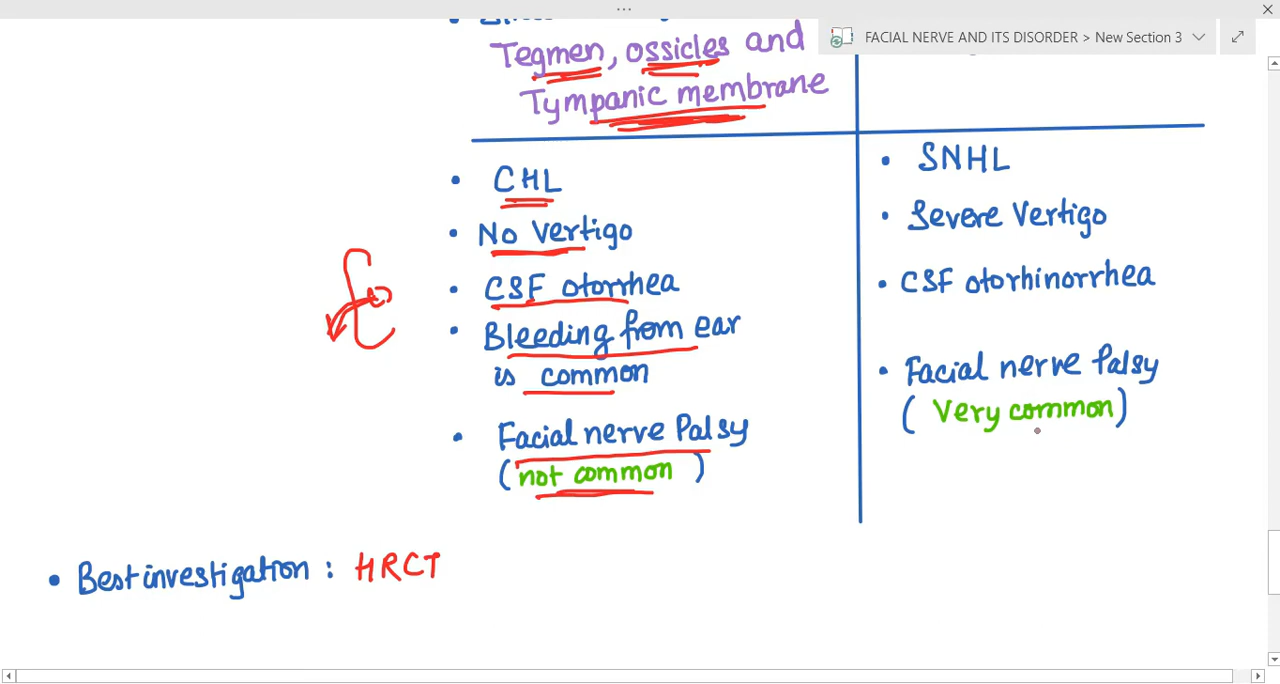 FACIAL NERVE AND ITS DISORDER > New Section 3
Tegmen, ossicles and
Tympanic membrane
• CHL
• No Vertigo
• CSF otorrhea
• Bleeding from ear
is common
• Facial nerve Palsy
(not common)
• SNHL
• Severe Vertigo
• CSF otorhinorrhea
• Facial nerve Palsy
(Very common)
• Best investigation : HRCT